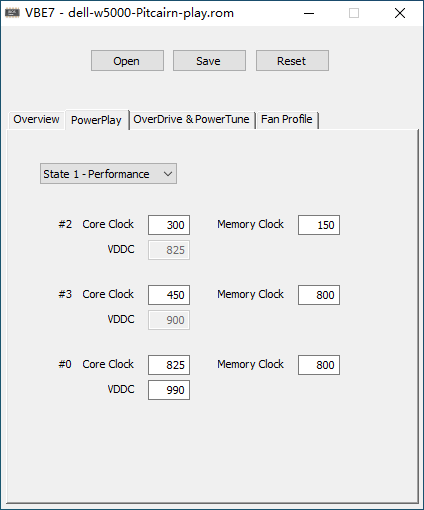 VBE7 - dell-w5000-Pitcairn-play.rom
Open Save Reset
Overview PowerPlay OverDrive & PowerTune Fan Profile
State 1 - Performance
#2 Core Clock 300 Memory Clock 150
VDDC 825
#3 Core Clock 450 Memory Clock 800
VDDC 900
#0 Core Clock 825 Memory Clock 800
VDDC 990